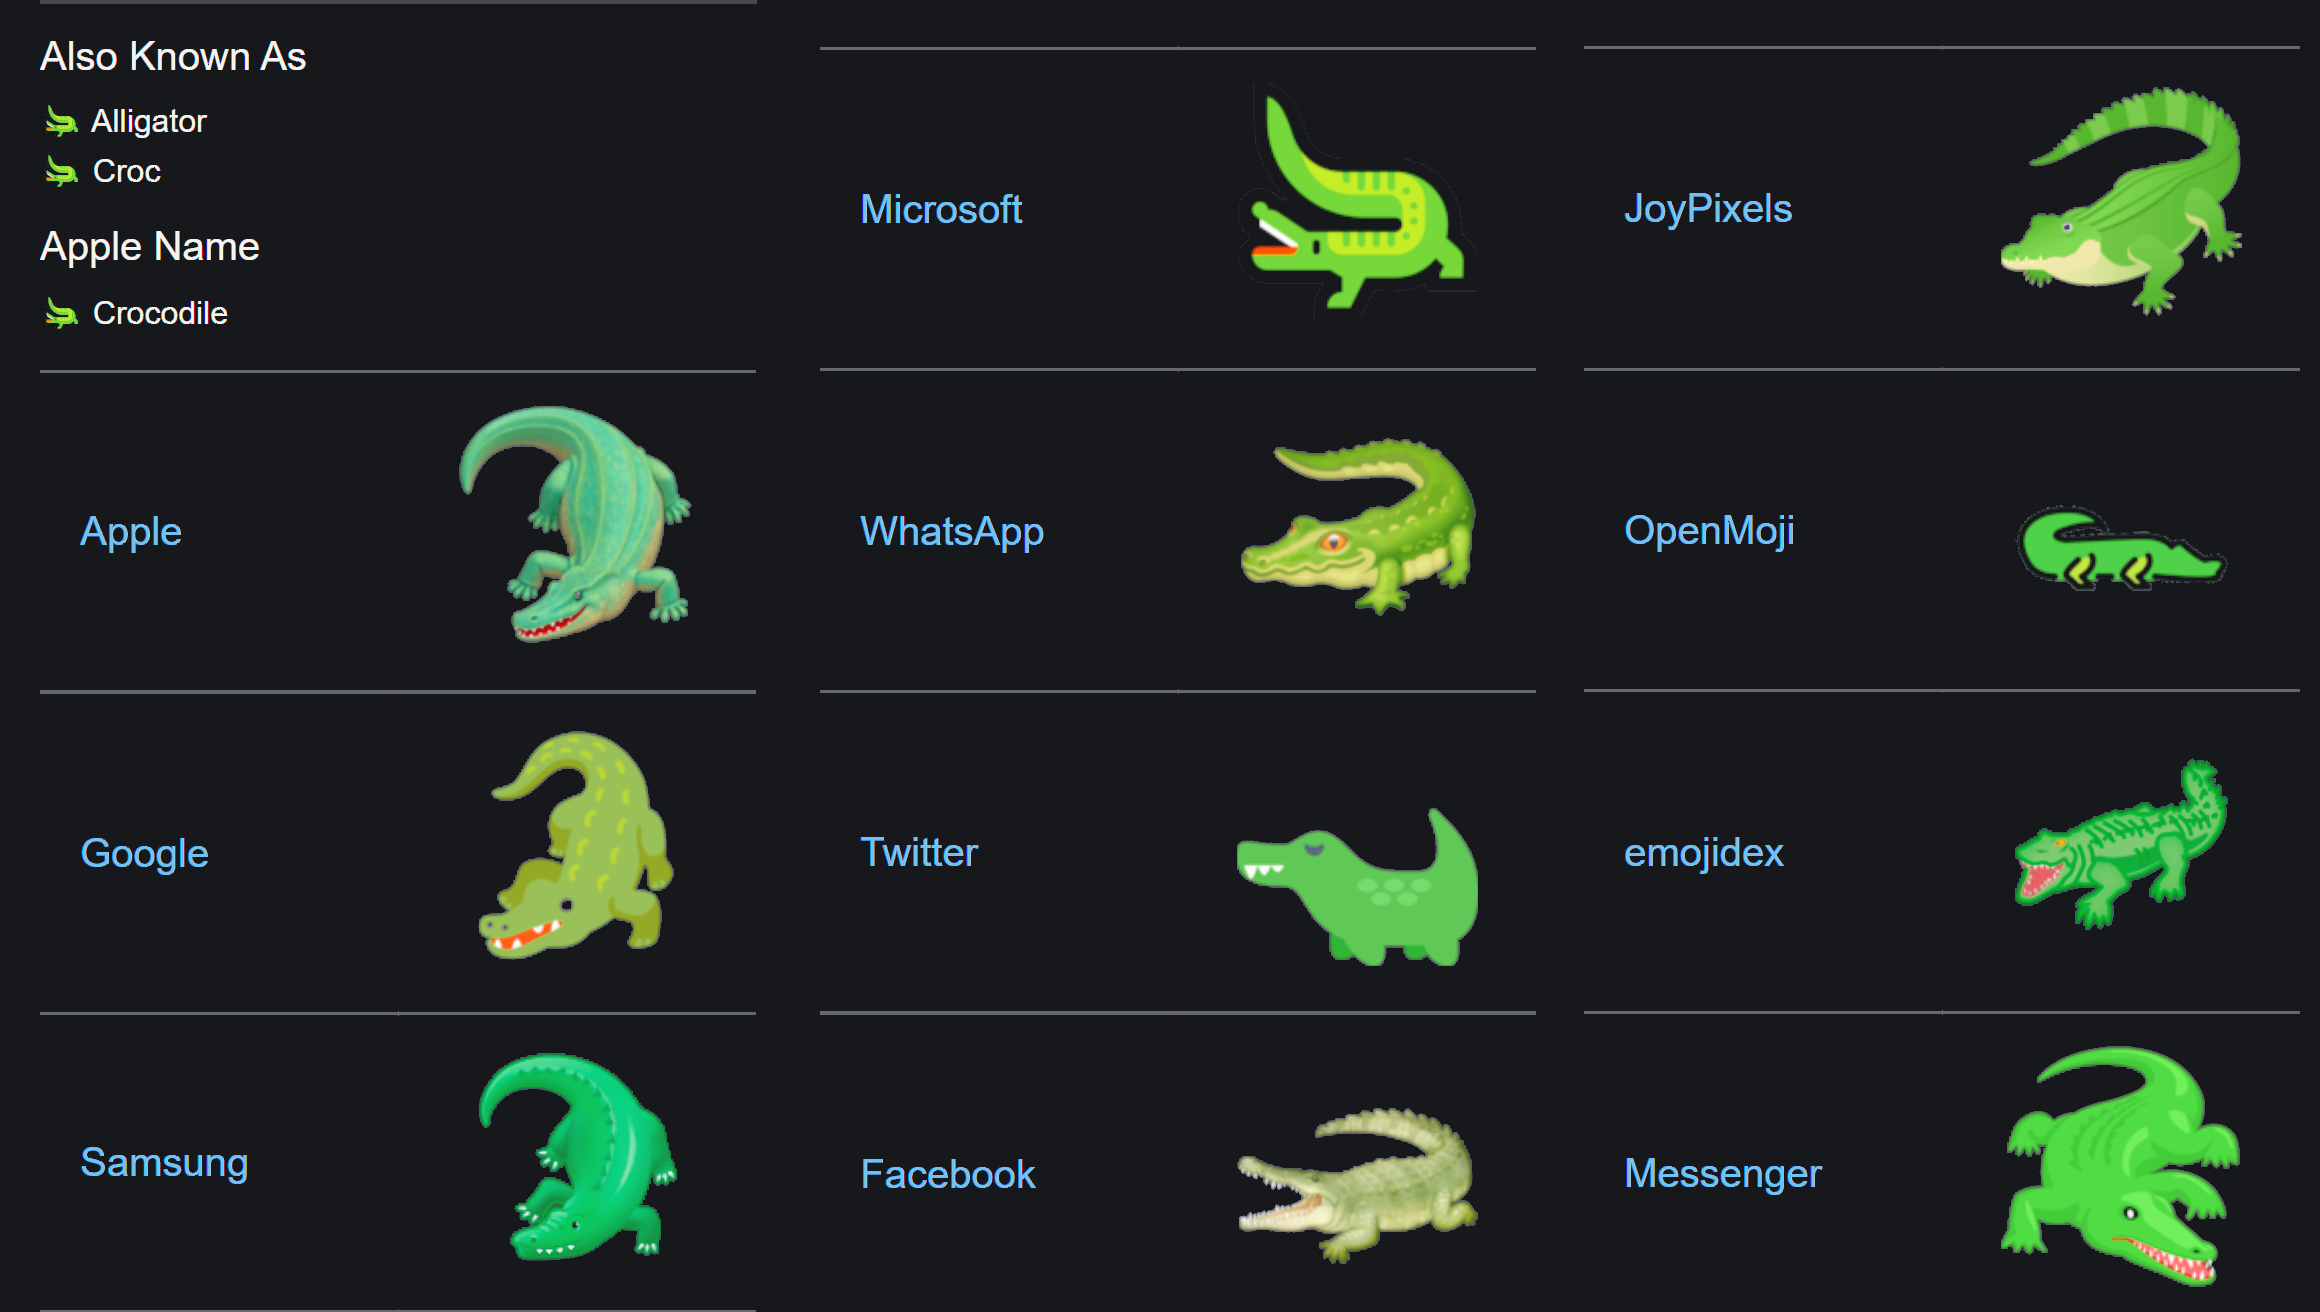 Also Known As
Alligator
Croc
Apple Name
Crocodile
Apple
Google
Samsung
Microsoft
WhatsApp
Twitter
Facebook
JoyPixels
OpenMoji
emojidex
Messenger